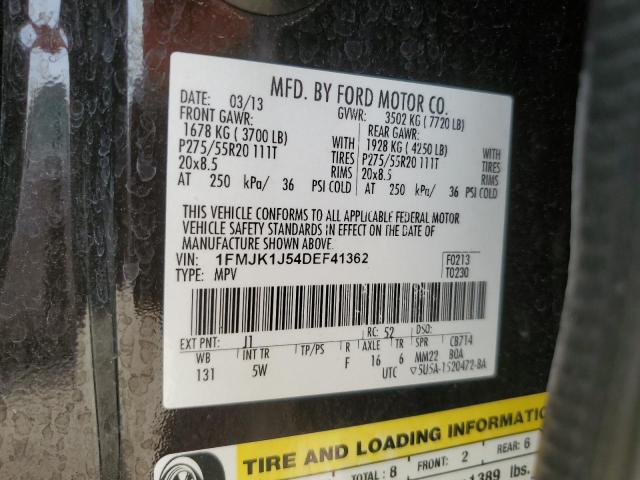 MFD. BY FORD MOTOR CO.
DATE: 03/13 GVWR: 3502 KG (7720 LB)
FRONT GAWR: REAR GAWR:
1678 KG (3700 LB) 1928 KG (4250 LB)
P275/55R20 111T TIRES P275/55R20 111T TIRES
20x8.5 RIMS 20x8.5 RIMS
AT 250 kPa/ 36 PSI COLD AT 250 kPa/ 36 PSI COLD
THIS VEHICLE CONFORMS TO ALL APPLICABLE FEDERAL MOTOR
VEHICLE SAFETY STANDARDS IN EFFECT ON THE DATE OF
MANUFACTURE SHOWN ABOVE.
VIN: 1FMJK1J54DEF41362 F0213
TYPE: MPV T0230
EXT PNT: J1 RC: 52 DSO:
WB INT TR TP/PS R AXLE TR SPR CB714
131 5W F 16 6 MM22 BOA
UTC 5U5A-1520472-BA
TIRE AND LOADING INFORMATION
TOTAL: 8 FRONT: 2 REAR: 6
1389 lbs.